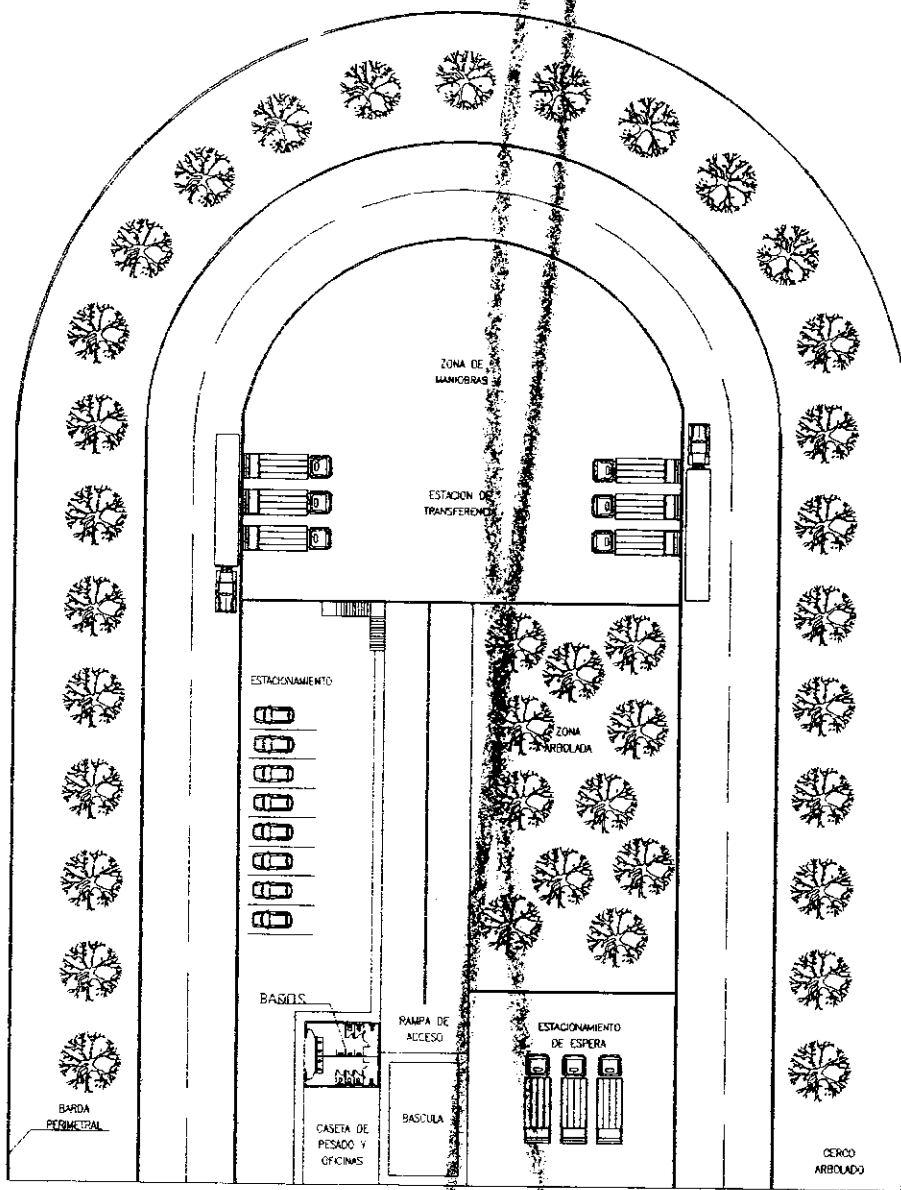 ZONA DE
MANIOBRAS
ESTACION DE
TRANSFERENCI
ESTACIONAMIENTO
ZONA
ARBOLADA
BAÑOS
RAMPA DE
ACCESO
ESTACIONAMIENTO
DE ESPERA
BARDA
PERIMETRAL
CASETA DE
PESADO Y
OFICINAS
BASCULA
CERCO
ARBOLADO